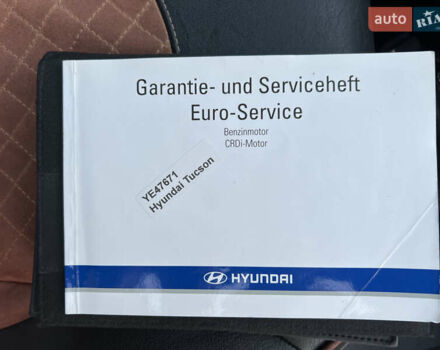 auto RIA
Garantie- und Serviceheft
Euro-Service
Benzinmotor
CRDi-Motor
YE47671
Hyundai Tucson
HYUNDAI